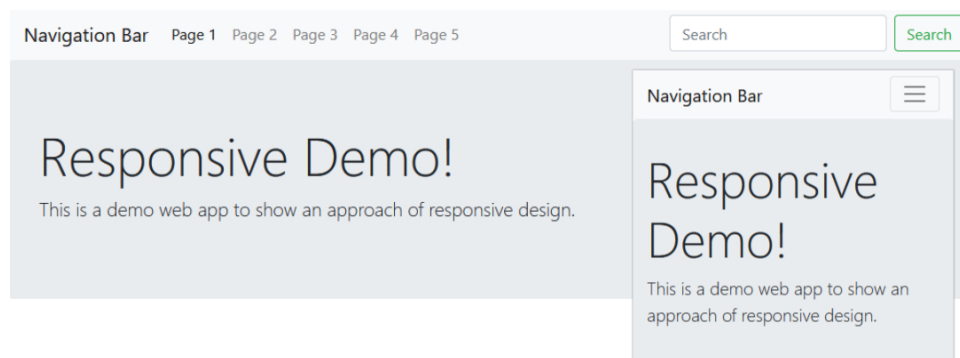 Navigation Bar Page 1 Page 2 Page 3 Page 4 Page 5 Search Search
Responsive Demo!
This is a demo web app to show an approach of responsive design.
Navigation Bar
Responsive
Demo!
This is a demo web app to show an
approach of responsive design.